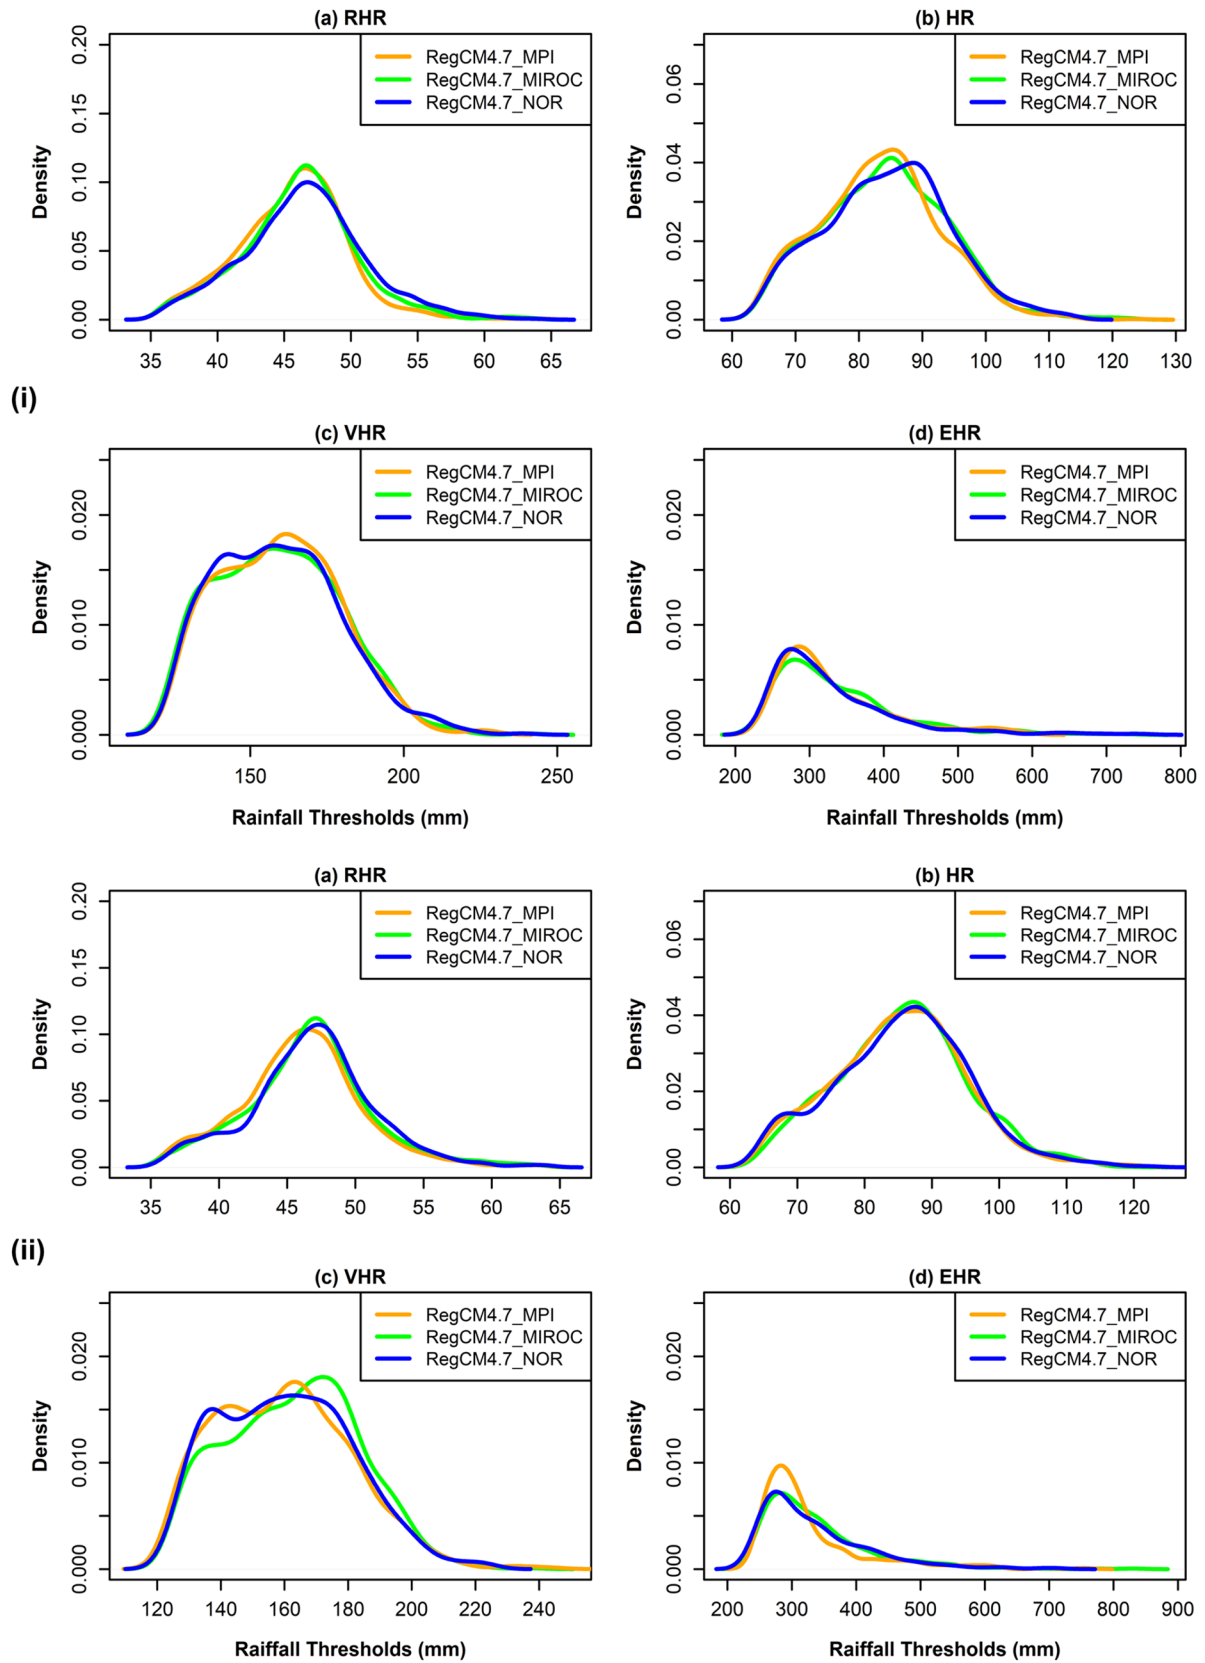 (a) RHR
0.20
0.15
0.10
0.05
0.00
Density
RegCM4.7_MPI
RegCM4.7_MIROC
RegCM4.7_NOR
35 40 45 50 55 60 65
(b) HR
0.06
0.04
0.02
0.00
Density
RegCM4.7_MPI
RegCM4.7_MIROC
RegCM4.7_NOR
60 70 80 90 100 110 120 130
(i)
(c) VHR
0.020
0.010
0.000
Density
RegCM4.7_MPI
RegCM4.7_MIROC
RegCM4.7_NOR
150 200 250
Rainfall Thresholds (mm)
(d) EHR
0.020
0.010
0.000
Density
RegCM4.7_MPI
RegCM4.7_MIROC
RegCM4.7_NOR
200 300 400 500 600 700 800
Rainfall Thresholds (mm)
(a) RHR
0.20
0.15
0.10
0.05
0.00
Density
RegCM4.7_MPI
RegCM4.7_MIROC
RegCM4.7_NOR
35 40 45 50 55 60 65
(b) HR
0.06
0.04
0.02
0.00
Density
RegCM4.7_MPI
RegCM4.7_MIROC
RegCM4.7_NOR
60 70 80 90 100 120
(ii)
(c) VHR
0.020
0.010
0.000
Density
RegCM4.7_MPI
RegCM4.7_MIROC
RegCM4.7_NOR
120 140 160 180 200 220 240
Raiffall Thresholds (mm)
(d) EHR
0.020
0.010
0.000
Density
RegCM4.7_MPI
RegCM4.7_MIROC
RegCM4.7_NOR
200 300 400 500 600 700 800 900
Raiffall Thresholds (mm)